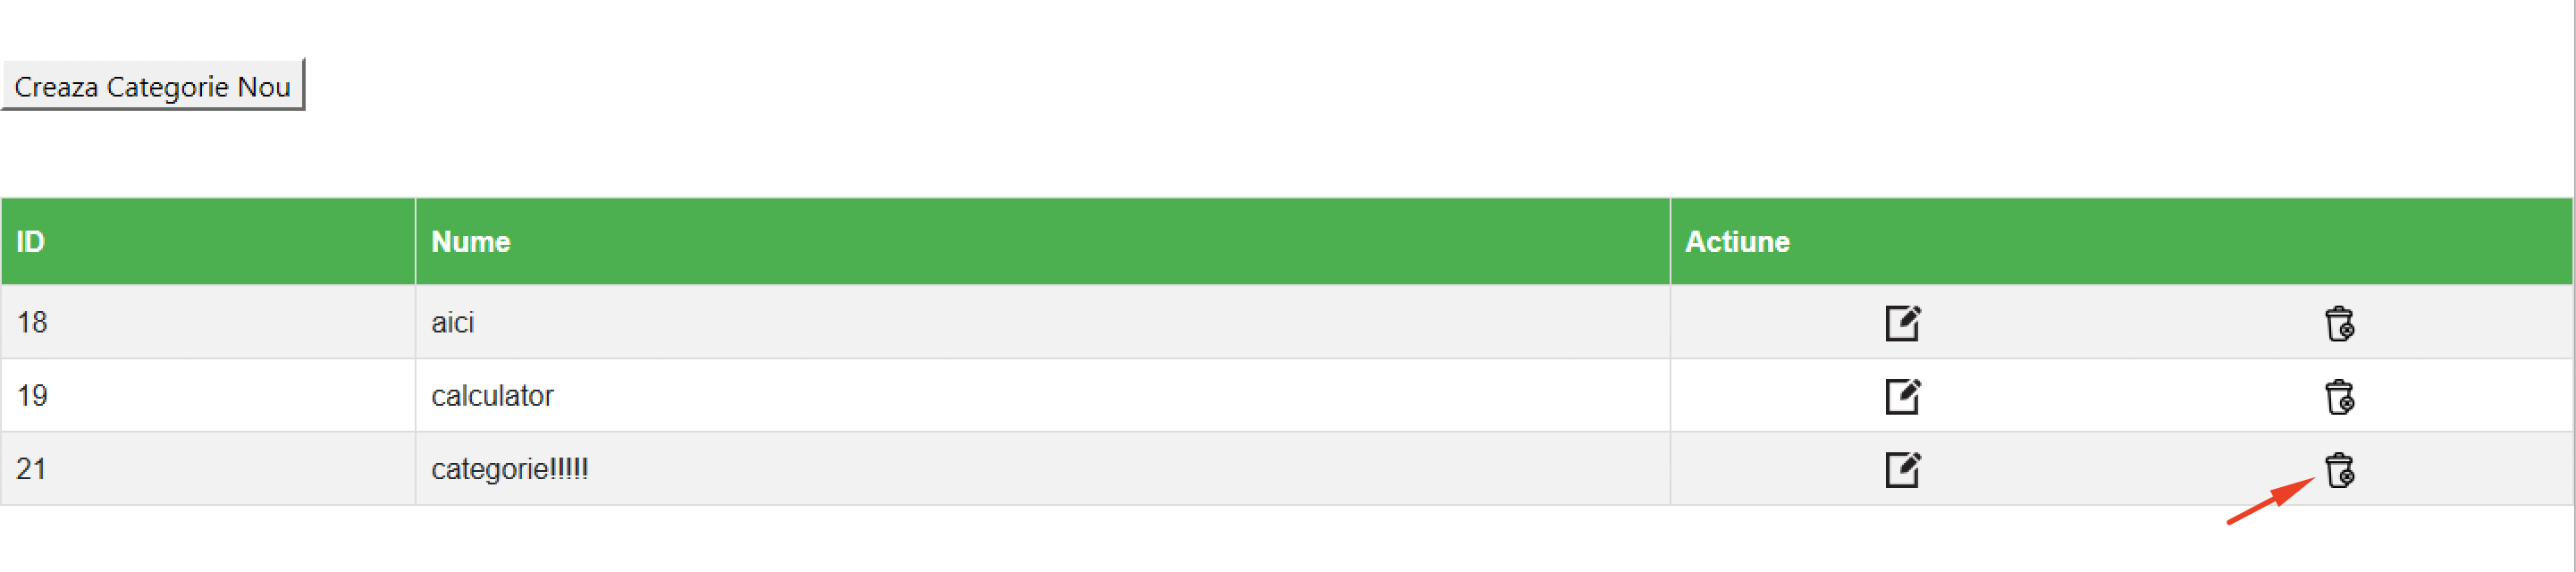 Creaza Categorie Nou
ID Nume Actiune
18 aici
19 calculator
21 categorie!!!!!